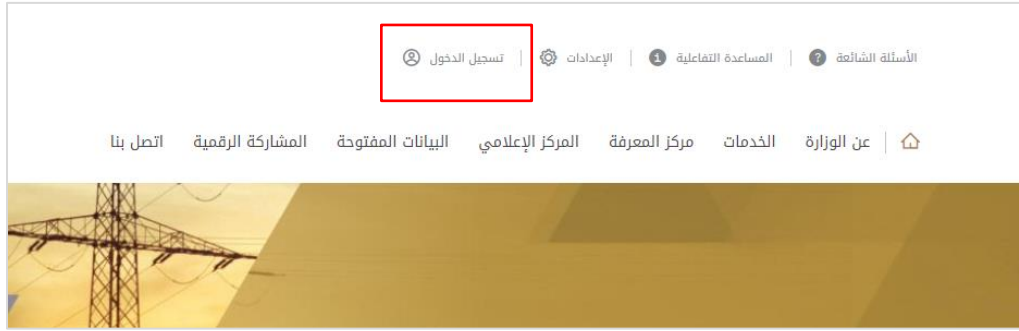 الأسئلة الشائعة ? | المساعدة التفاعلية 1 | الإعدادات | تسجيل الدخول
عن الوزارة الخدمات مركز المعرفة المركز الإعلامي البيانات المفتوحة المشاركة الرقمية اتصل بنا